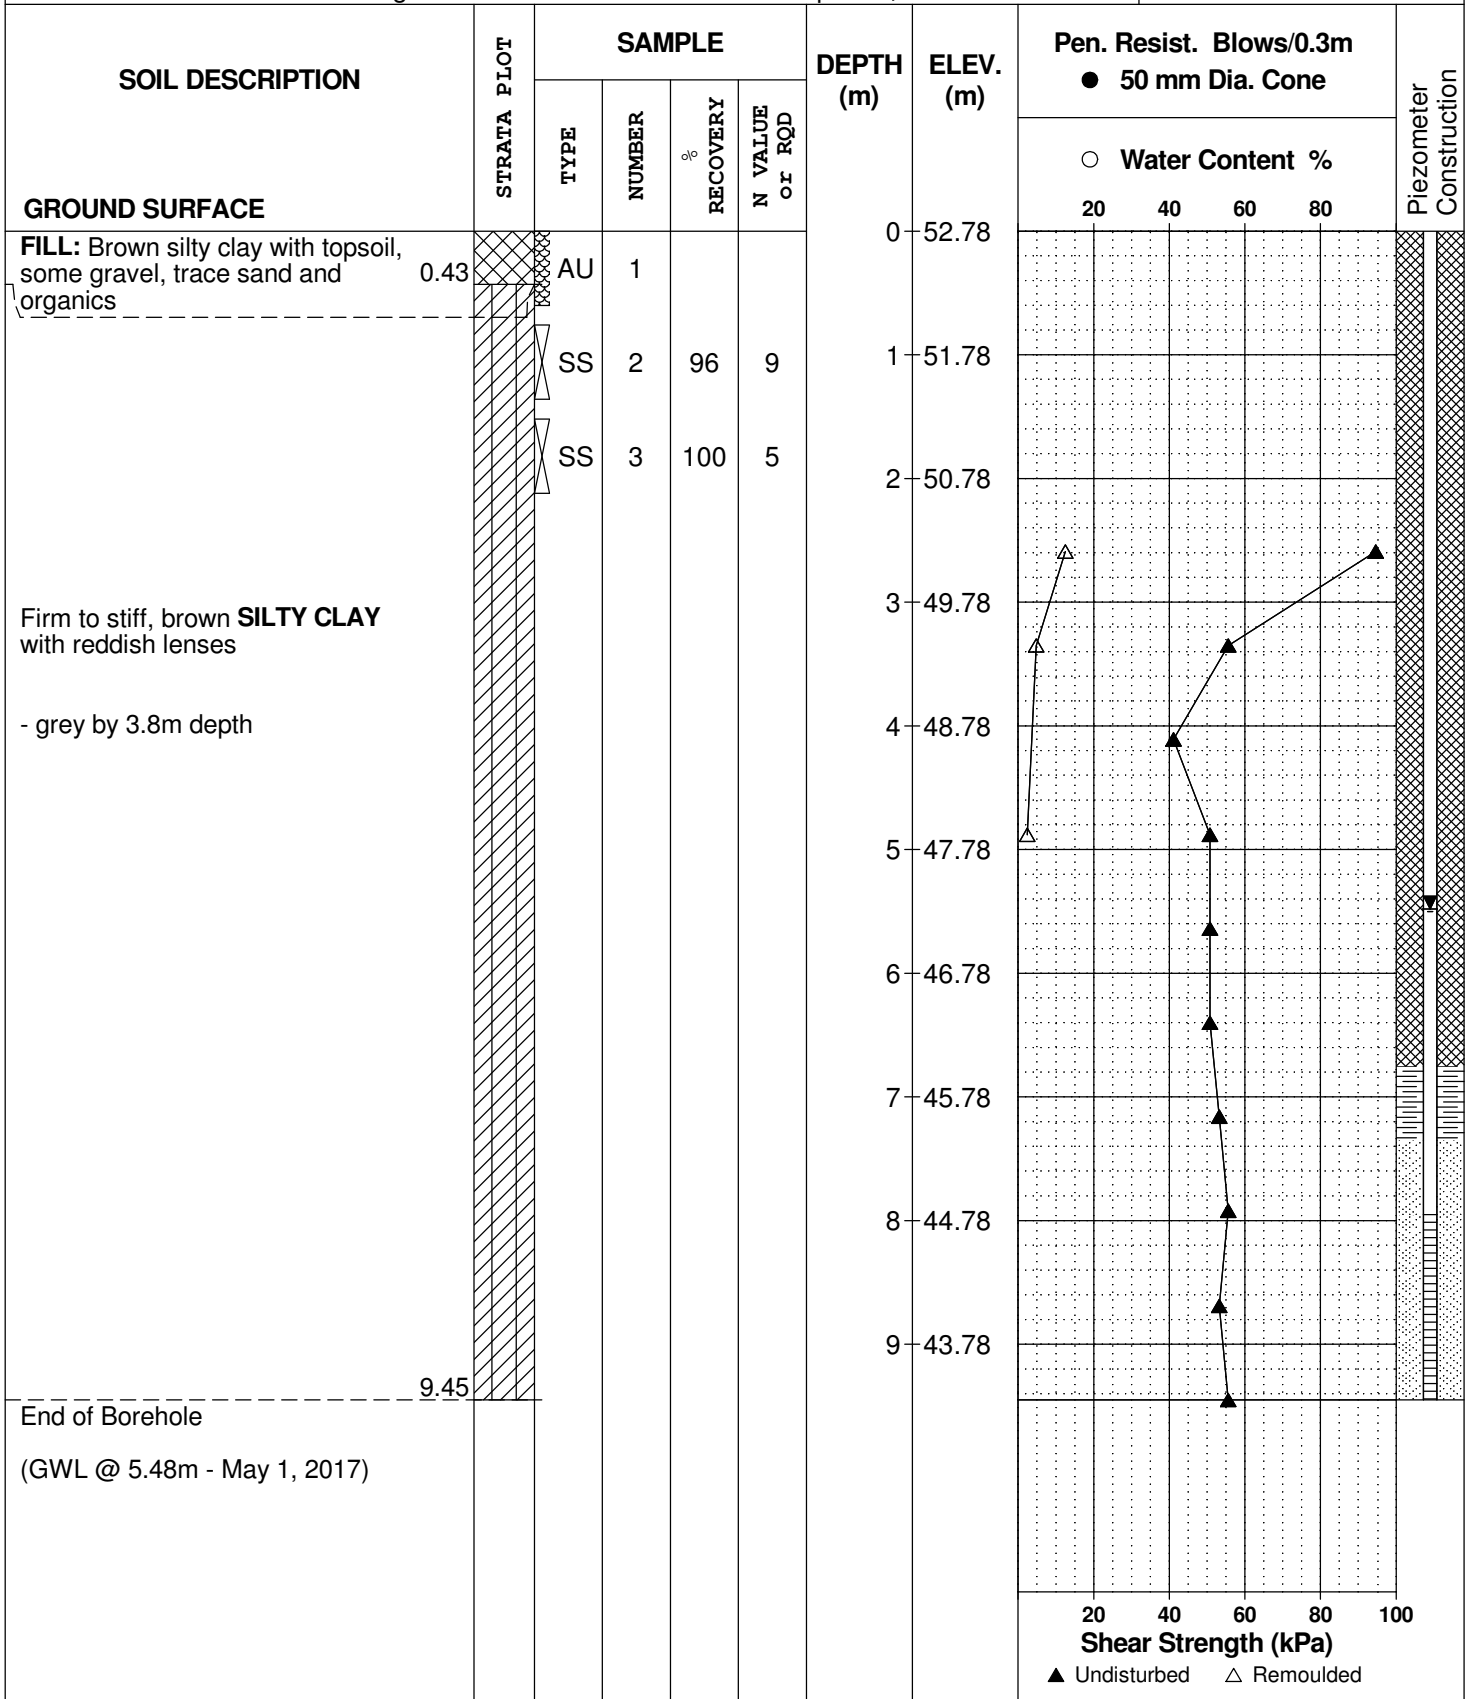 SOIL DESCRIPTION
GROUND SURFACE
STRATA PLOT
SAMPLE
TYPE
NUMBER
% RECOVERY
N VALUE or RQD
DEPTH (m)
ELEV. (m)
Pen. Resist. Blows/0.3m
● 50 mm Dia. Cone
○ Water Content %
20 40 60 80
Piezometer Construction
0 52.78
FILL: Brown silty clay with topsoil,
some gravel, trace sand and 0.43
organics
AU 1
SS 2 96 9
1 51.78
SS 3 100 5
2 50.78
3 49.78
Firm to stiff, brown SILTY CLAY
with reddish lenses
- grey by 3.8m depth
4 48.78
5 47.78
6 46.78
7 45.78
8 44.78
9 43.78
9.45
End of Borehole
(GWL @ 5.48m - May 1, 2017)
20 40 60 80 100
Shear Strength (kPa)
▲ Undisturbed △ Remoulded